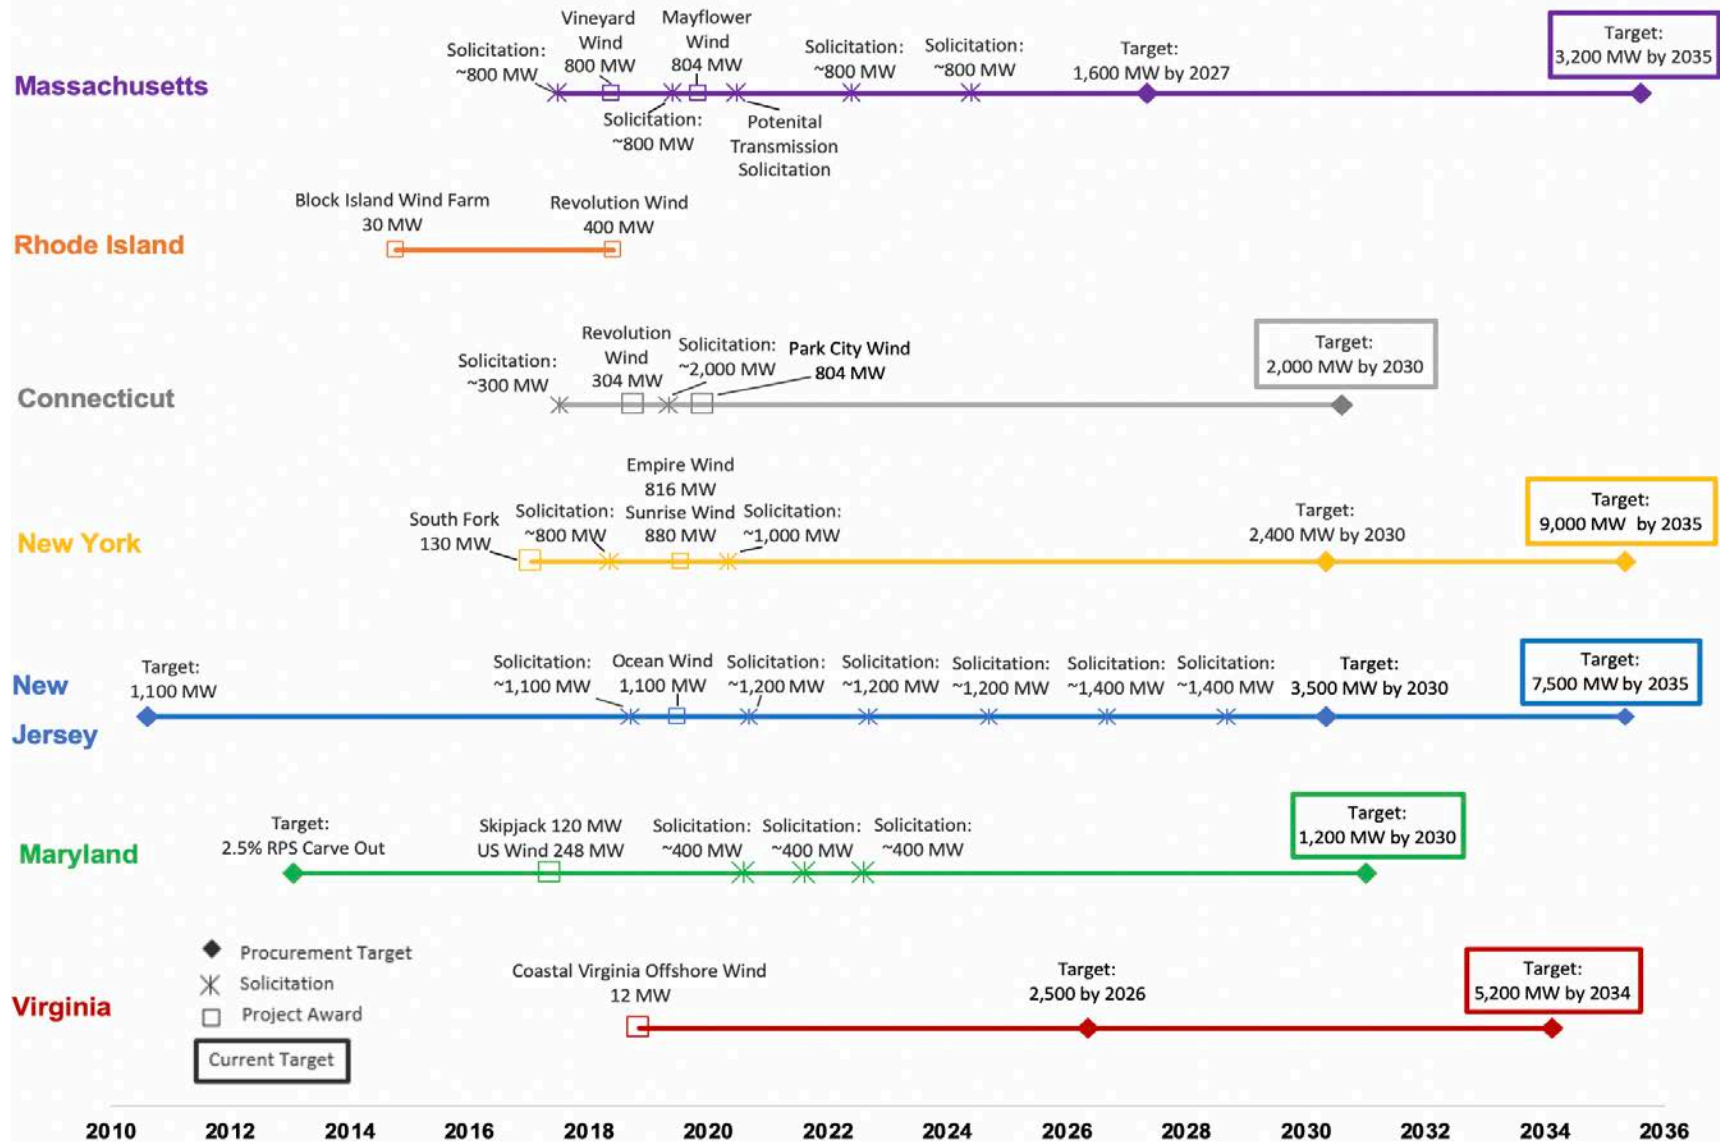 Massachusetts
Solicitation:
~800 MW
Vineyard
Wind
800 MW
Solicitation:
~800 MW
Mayflower
Wind
804 MW
Potenital
Transmission
Solicitation
Solicitation:
~800 MW
Solicitation:
~800 MW
Target:
1,600 MW by 2027
Target:
3,200 MW by 2035
Rhode Island
Block Island Wind Farm
30 MW
Revolution Wind
400 MW
Connecticut
Solicitation:
~300 MW
Revolution
Wind
304 MW
Solicitation:
~2,000 MW
Park City Wind
804 MW
Target:
2,000 MW by 2030
New York
South Fork
130 MW
Solicitation:
~800 MW
Empire Wind
816 MW
Sunrise Wind
880 MW
Solicitation:
~1,000 MW
Target:
2,400 MW by 2030
Target:
9,000 MW by 2035
New
Jersey
Target:
1,100 MW
Solicitation:
~1,100 MW
Ocean Wind
1,100 MW
Solicitation:
~1,200 MW
Solicitation:
~1,200 MW
Solicitation:
~1,200 MW
Solicitation:
~1,400 MW
Solicitation:
~1,400 MW
Target:
3,500 MW by 2030
Target:
7,500 MW by 2035
Maryland
Target:
2.5% RPS Carve Out
Skipjack 120 MW
US Wind 248 MW
Solicitation:
~400 MW
Solicitation:
~400 MW
Solicitation:
~400 MW
Target:
1,200 MW by 2030
Virginia
Procurement Target
Solicitation
Project Award
Current Target
Coastal Virginia Offshore Wind
12 MW
Target:
2,500 by 2026
Target:
5,200 MW by 2034
2010 2012 2014 2016 2018 2020 2022 2024 2026 2028 2030 2032 2034 2036